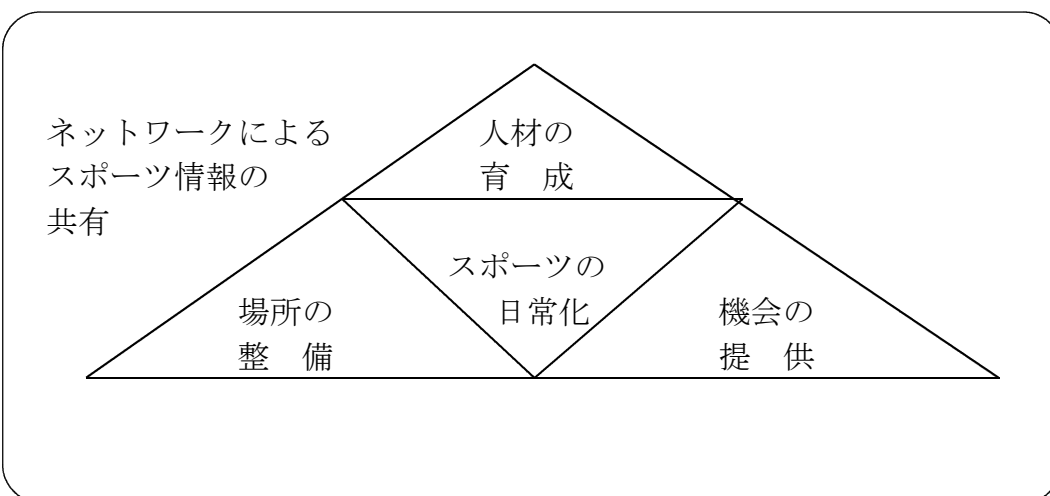 ネットワークによる
スポーツ情報の
共有
人材の
育　成
スポーツの
日常化
場所の
整　備
機会の
提　供